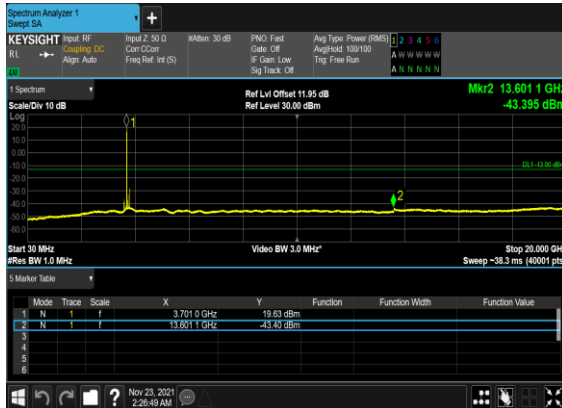 Spectrum Analyzer 1
Swept SA
+
KEYSIGHT Input: RF Input Z: 50 Ω #Atten: 30 dB PNO: Fast Avg Type: Power (RMS) 1 2 3 4 5 6
RL Coupling: DC Corr CCorr Gate: Off Avg|Hold: 100/100 A W W W W W
Align: Auto Freq Ref: Int (S) IF Gain: Low Trig: Free Run
LXI Sig Track: Off A N N N N N
1 Spectrum Ref Lvl Offset 11.95 dB Mkr2 13.601 1 GHz
Scale/Div 10 dB Ref Level 30.00 dBm -43.395 dBm
Log
1
20.0
10.0
0.00
-10.0
DL1 -13.00 dBm
-20.0
-30.0
2
-40.0
-50.0
-60.0
Start 30 MHz Video BW 3.0 MHz* Stop 20.000 GHz
#Res BW 1.0 MHz Sweep ~38.3 ms (40001 pts)
5 Marker Table
Mode Trace Scale X Y Function Function Width Function Value
1 N 1 f 3.701 0 GHz 19.63 dBm
2 N 1 f 13.601 1 GHz -43.40 dBm
3
4
5
6
? Nov 23, 2021
2:26:49 AM